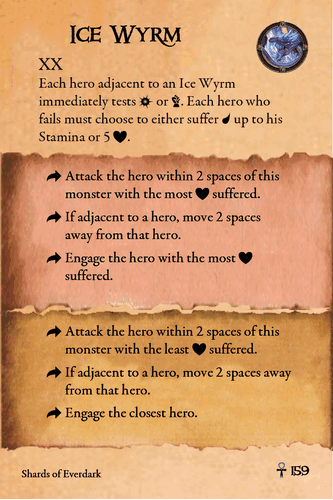 Ice Wyrm
XX
Each hero adjacent to an Ice Wyrm
immediately tests or . Each hero who
fails must choose to either suffer up to his
Stamina or 5 .
Attack the hero within 2 spaces of this
monster with the most suffered.
If adjacent to a hero, move 2 spaces
away from that hero.
Engage the hero with the most
suffered.
Attack the hero within 2 spaces of this
monster with the least suffered.
If adjacent to a hero, move 2 spaces away
from that hero.
Engage the closest hero.
Shards of Everdark
159